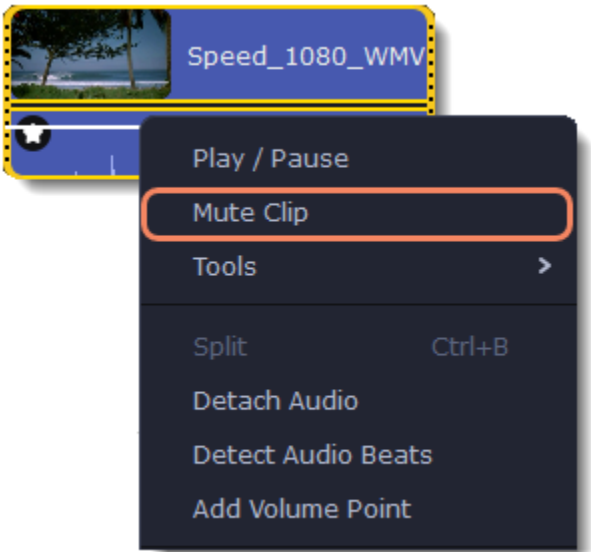 Speed_1080_WMV
Play / Pause
Mute Clip
Tools
Split Ctrl+B
Detach Audio
Detect Audio Beats
Add Volume Point